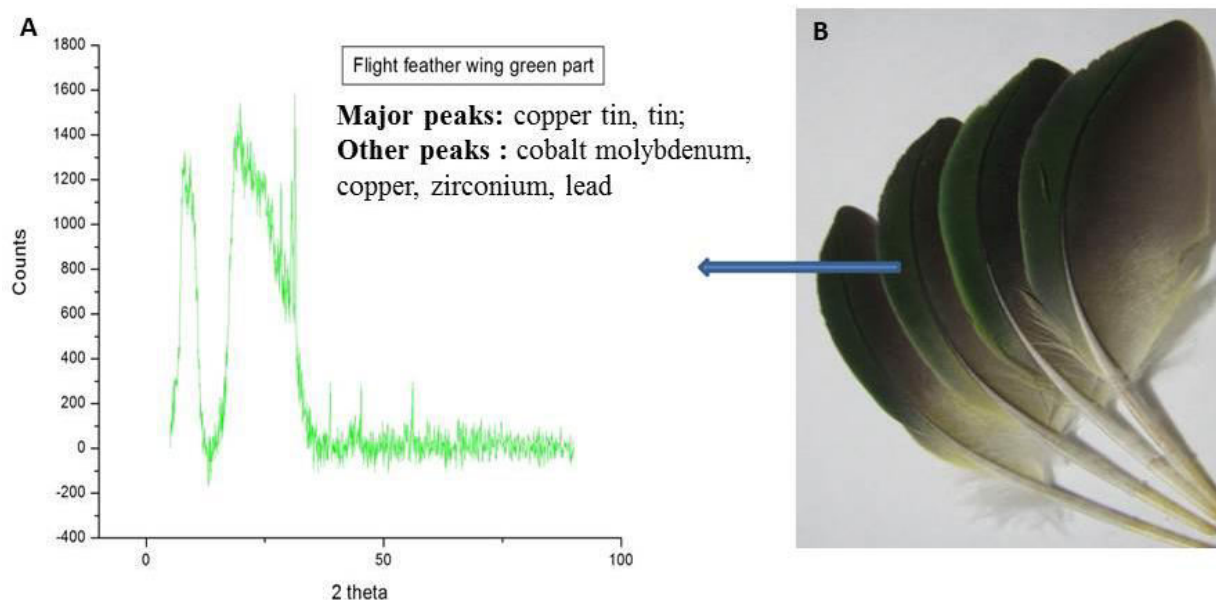 A
B
Flight feather wing green part
Major peaks: copper tin, tin;
Other peaks : cobalt molybdenum,
copper, zirconium, lead
1800
1600
1400
1200
1000
800
600
400
200
0
-200
-400
Counts
0
50
100
2 theta